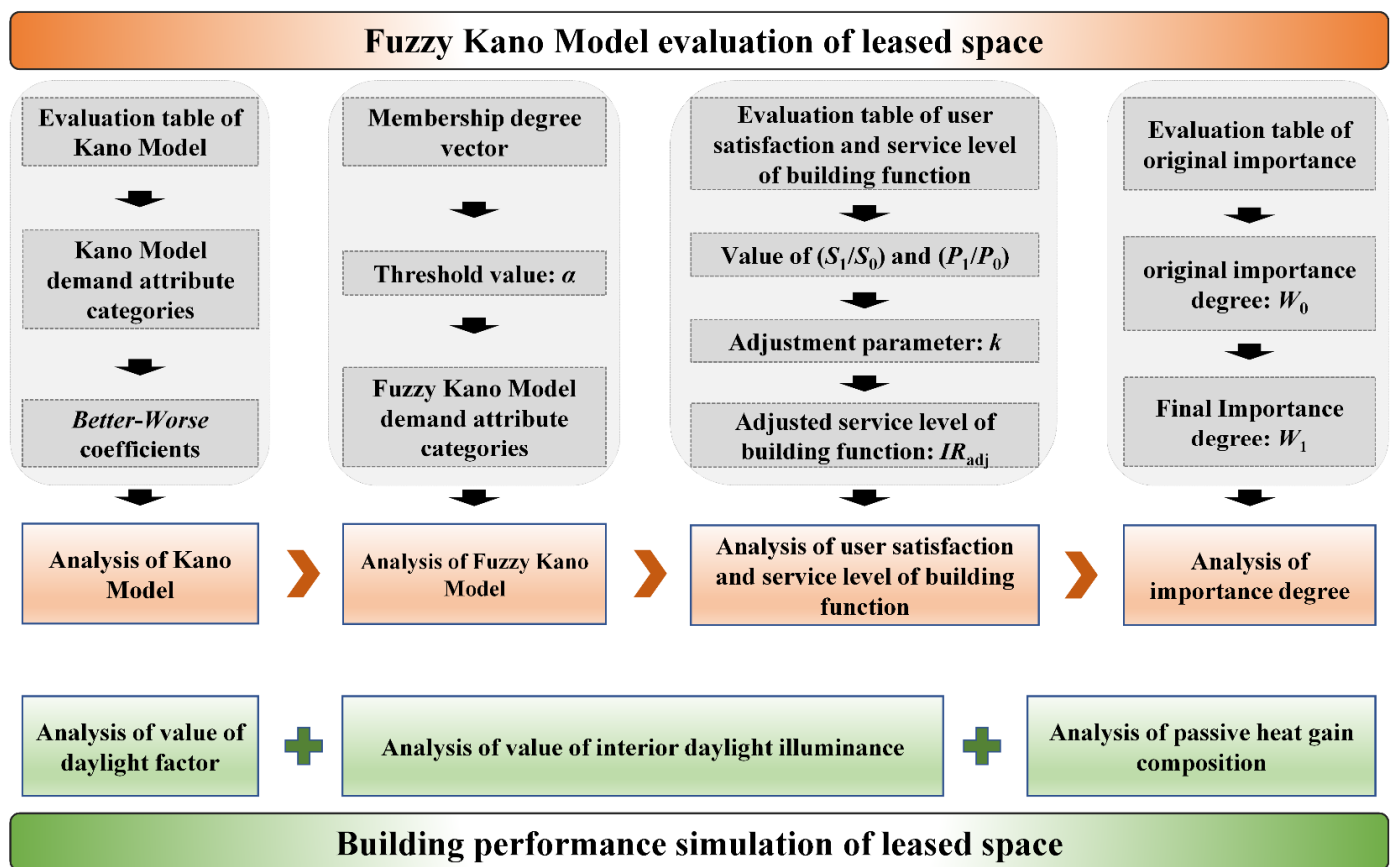 Fuzzy Kano Model evaluation of leased space
Evaluation table of
Kano Model
Kano Model
demand attribute
categories
Better-Worse
coefficients
Analysis of Kano
Model
Membership degree
vector
Threshold value: α
Fuzzy Kano Model
demand attribute
categories
Analysis of Fuzzy Kano
Model
Evaluation table of user
satisfaction and service level
of building function
Value of (S1/S0) and (P1/P0)
Adjustment parameter: k
Adjusted service level of
building function: IRadj
Analysis of user satisfaction
and service level of building
function
Evaluation table of
original importance
original importance
degree: W0
Final Importance
degree: W1
Analysis of
importance degree
Analysis of value of
daylight factor
Analysis of value of interior daylight illuminance
Analysis of passive heat gain
composition
Building performance simulation of leased space